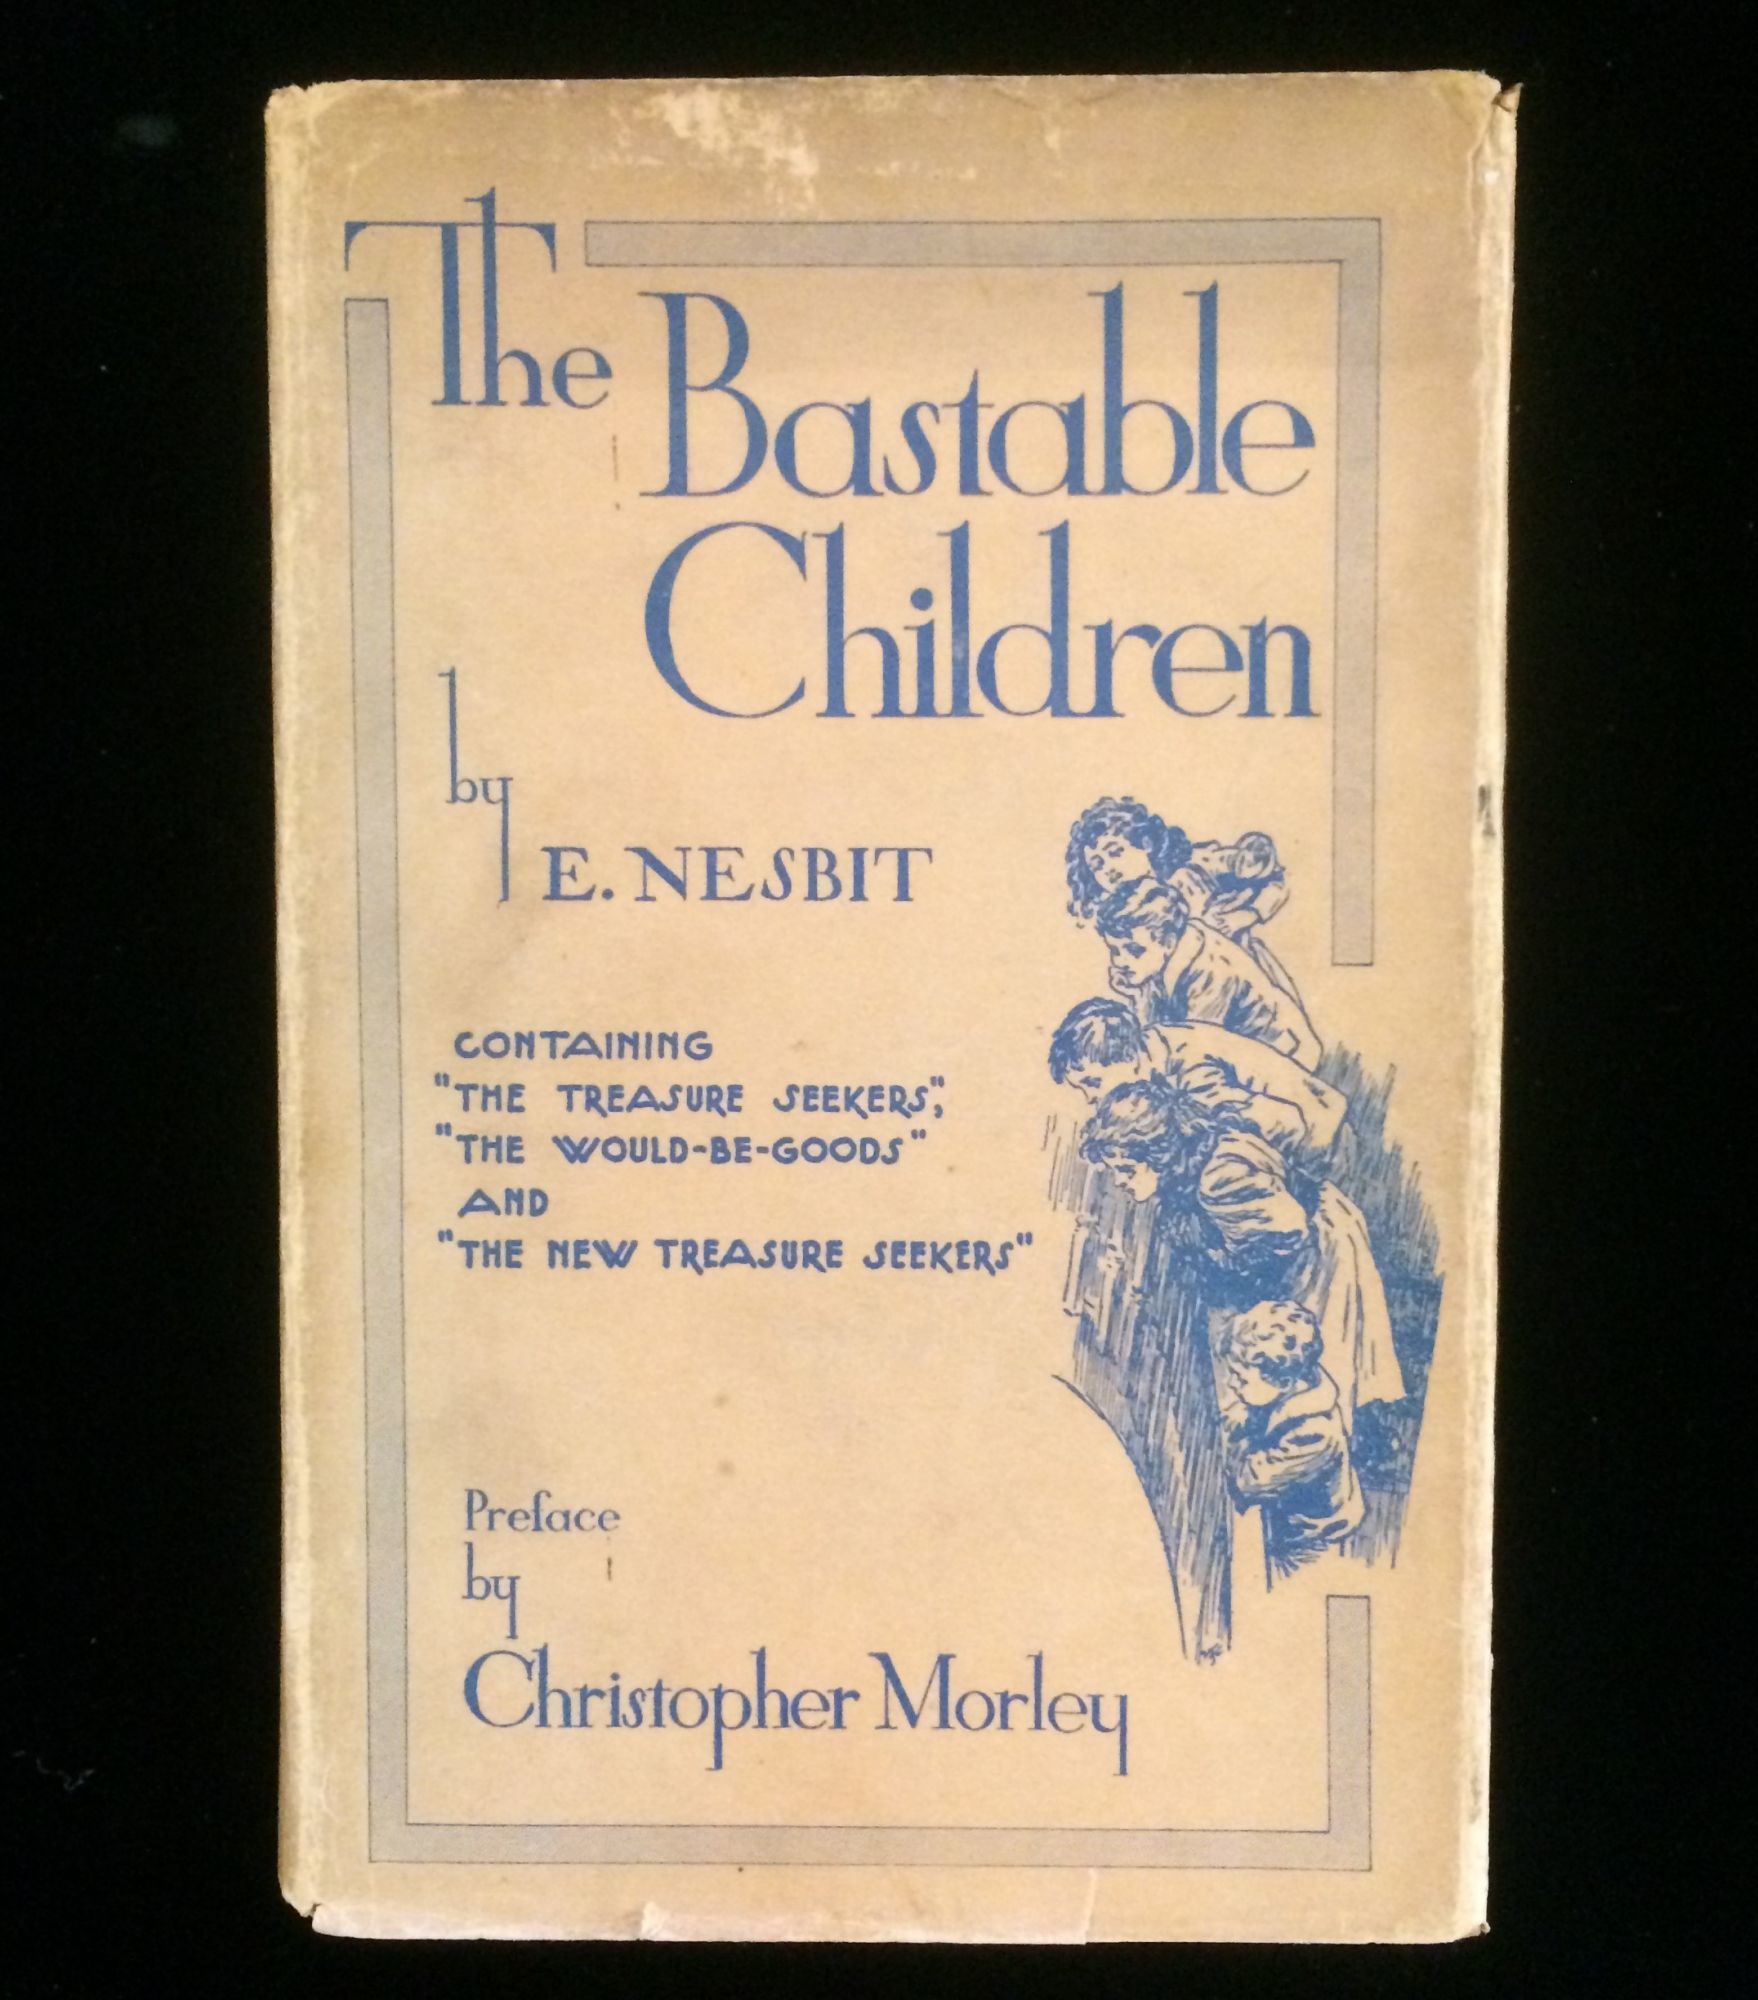 The Bastable
Children
by
E. NESBIT
CONTAINING
"THE TREASURE SEEKERS",
"THE WOULD-BE-GOODS"
AND
"THE NEW TREASURE SEEKERS"
Preface
by
Christopher Morley